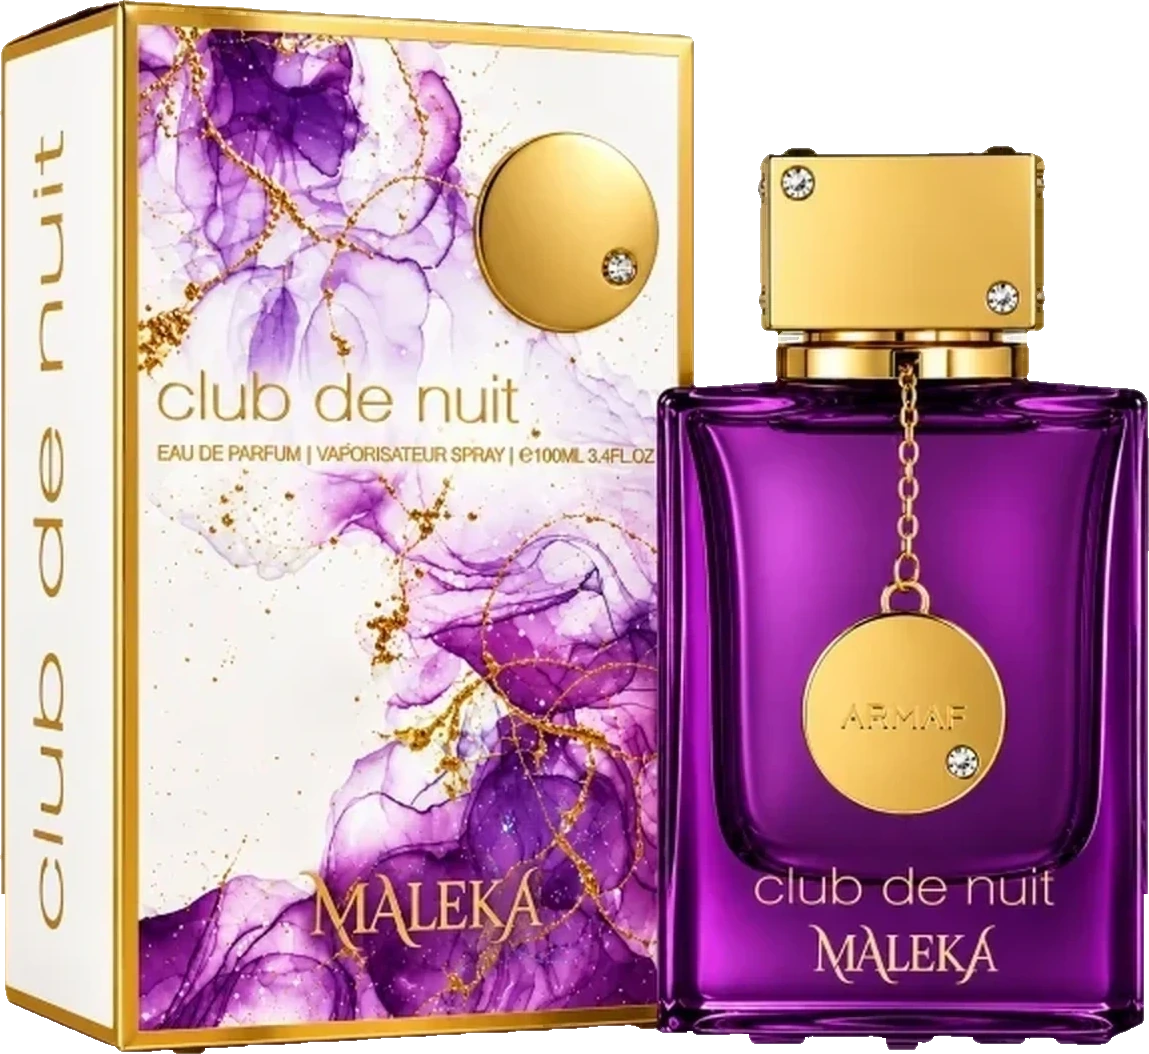 club de nuit
club de nuit
EAU DE PARFUM | VAPORISATEUR SPRAY | ℮100ML 3.4FL.OZ
MALEKA
ARMAF
club de nuit
MALEKA